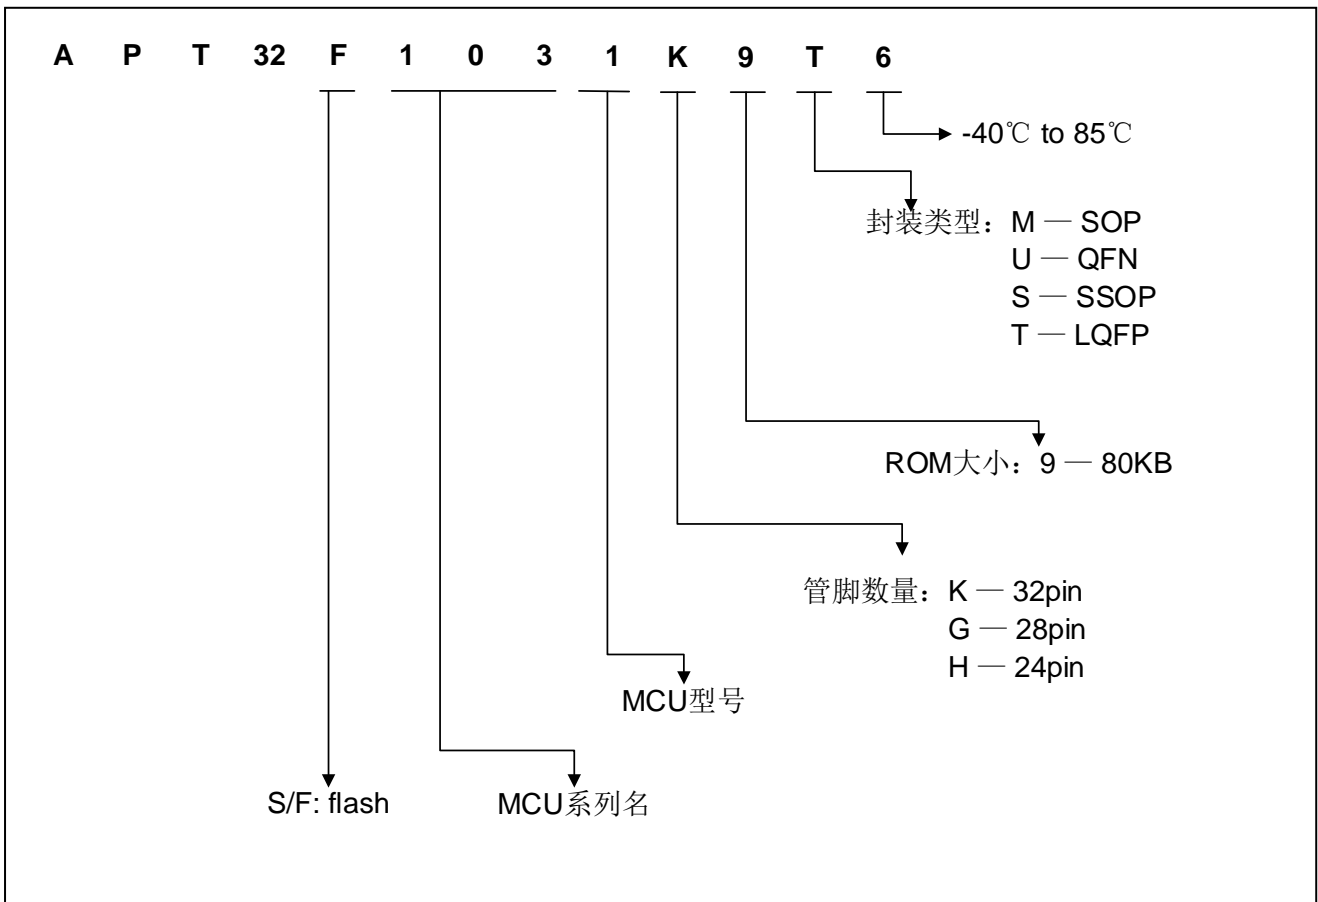 A P T 32 F 1 0 3 1 K 9 T 6
-40℃ to 85℃
封装类型：M — SOP
U — QFN
S — SSOP
T — LQFP
ROM大小：9 — 80KB
管脚数量：K — 32pin
G — 28pin
H — 24pin
MCU型号
S/F: flash MCU系列名